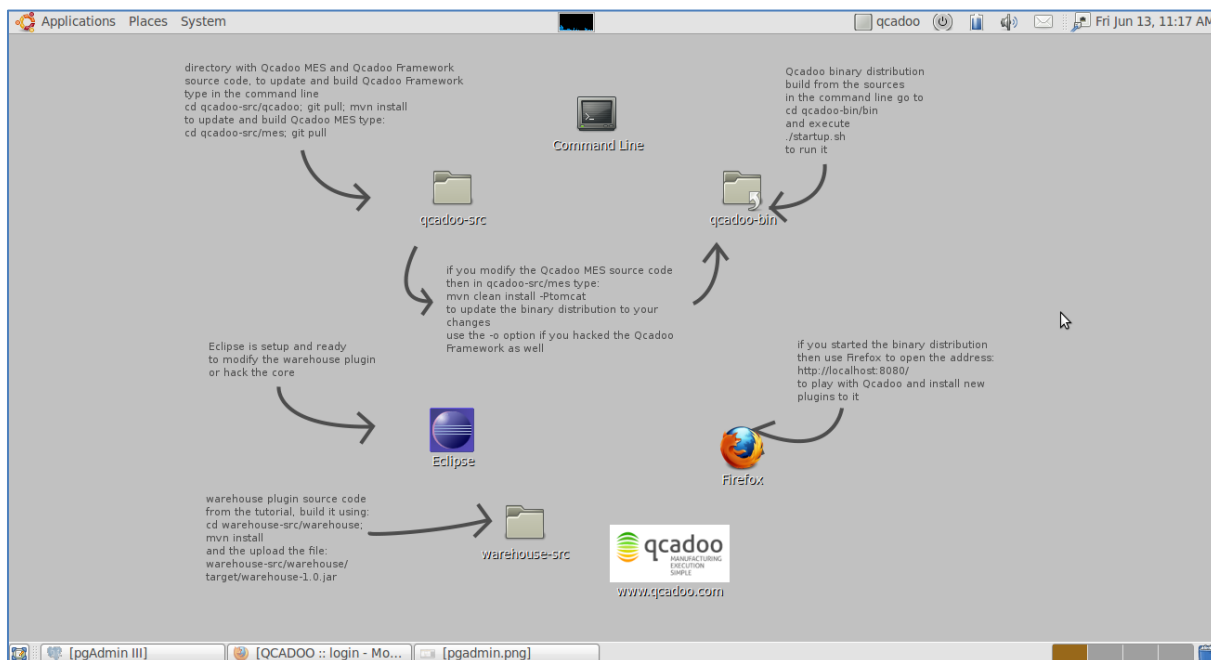 Applications Places System
qcadoo
Fri Jun 13, 11:17 AM
directory with Qcadoo MES and Qcadoo Framework
source code, to update and build Qcadoo Framework
type in the command line
cd qcadoo-src/qcadoo; git pull; mvn install
to update and build Qcadoo MES type:
cd qcadoo-src/mes; git pull
Command Line
Qcadoo binary distribution
build from the sources
in the command line go to
cd qcadoo-bin/bin
and execute
./startup.sh
to run it
qcadoo-src
qcadoo-bin
if you modify the Qcadoo MES source code
then in qcadoo-src/mes type:
mvn clean install -Ptomcat
to update the binary distribution to your
changes
use the -o option if you hacked the Qcadoo
Framework as well
Eclipse is setup and ready
to modify the warehouse plugin
or hack the core
Eclipse
if you started the binary distribution
then use Firefox to open the address:
http://localhost:8080/
to play with Qcadoo and install new
plugins to it
Firefox
warehouse plugin source code
from the tutorial, build it using:
cd warehouse-src/warehouse;
mvn install
and the upload the file:
warehouse-src/warehouse/
target/warehouse-1.0.jar
warehouse-src
qcadoo
MANUFACTURING
EXECUTION
SIMPLE
www.qcadoo.com
[pgAdmin III]
[QCADOO :: login - Mo...
[pgadmin.png]